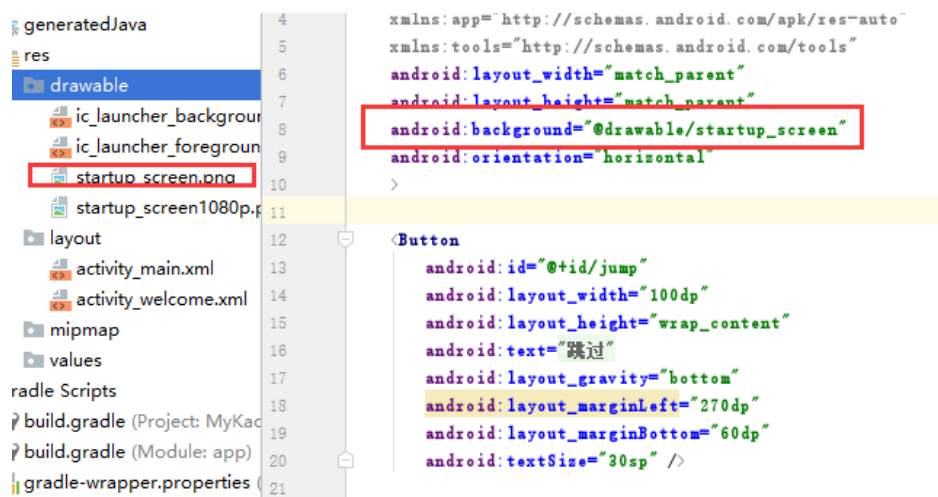 generatedJava
res
drawable
ic_launcher_backgroun
ic_launcher_foregroun
startup_screen.png
startup_screen1080p.p
layout
activity_main.xml
activity_welcome.xml
mipmap
values
radle Scripts
build.gradle (Project: MyKac
build.gradle (Module: app)
gradle-wrapper.properties (
4 xmlns:app="http://schemas.android.com/apk/res-auto"
5 xmlns:tools="http://schemas.android.com/tools"
6 android:layout_width="match_parent"
7 android:layout_height="match_parent"
8 android:background="@drawable/startup_screen"
9 android:orientation="horizontal"
10 >
11
12 <Button
13 android:id="@+id/jump"
14 android:layout_width="100dp"
15 android:layout_height="wrap_content"
16 android:text="跳过"
17 android:layout_gravity="bottom"
18 android:layout_marginLeft="270dp"
19 android:layout_marginBottom="60dp"
20 android:textSize="30sp" />
21